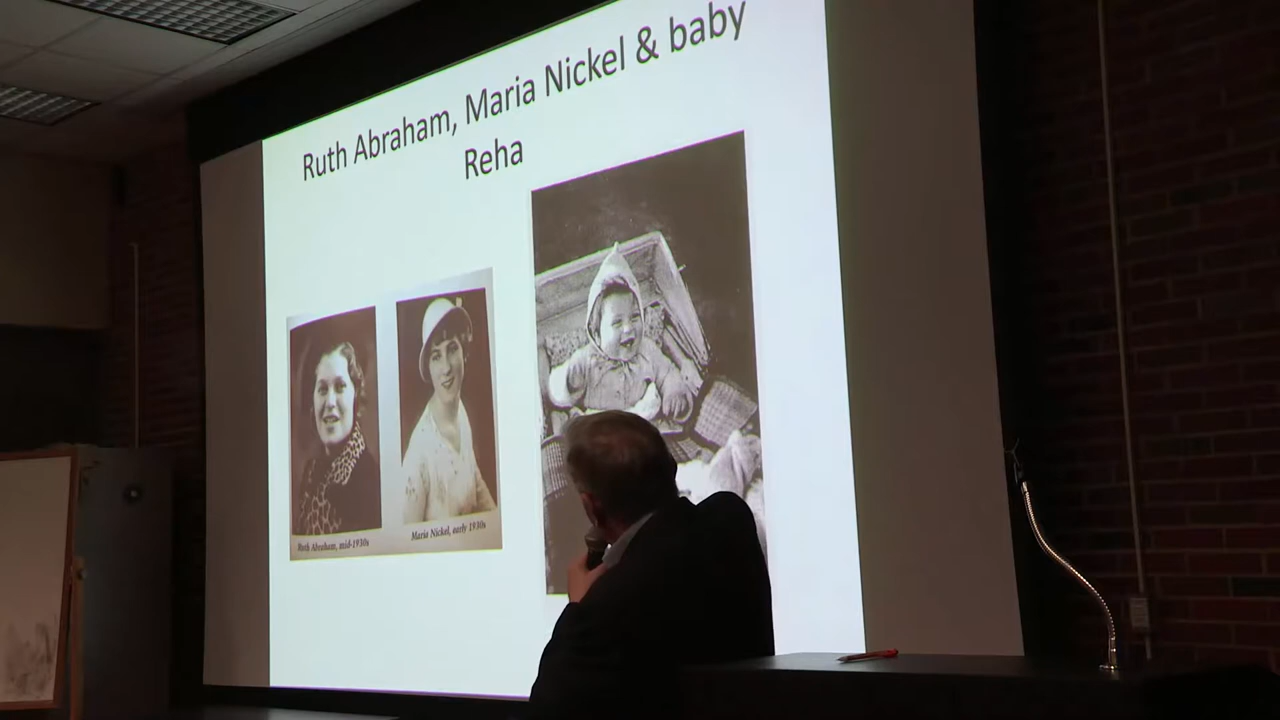 Ruth Abraham, Maria Nickel & baby
Reha
Ruth Abraham, mid-1930s
Maria Nickel, early 1930s